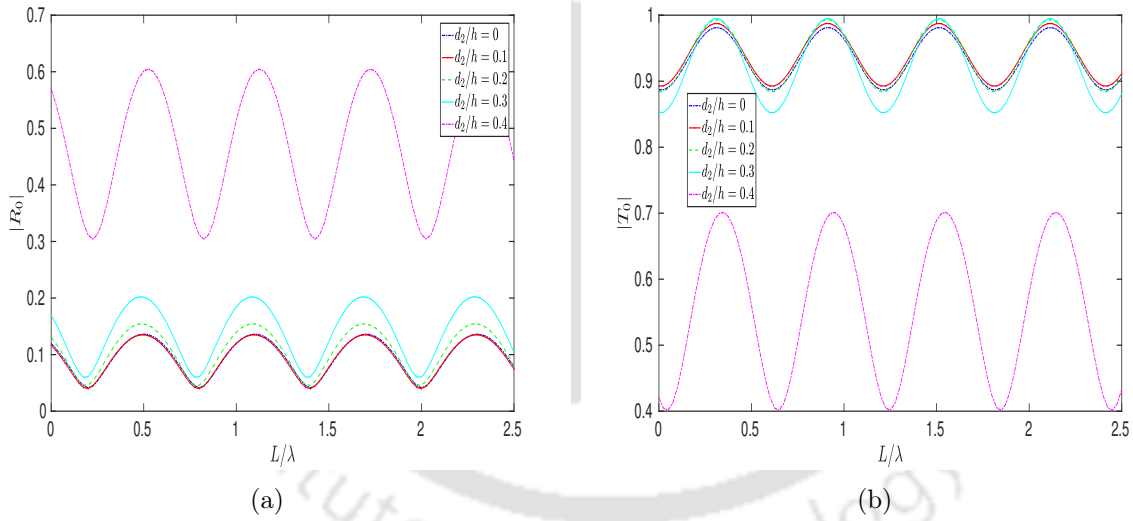 0.7
0.6
0.5
0.4
0.3
0.2
0.1
0
|R₀|
d₂/h = 0
d₂/h = 0.1
d₂/h = 0.2
d₂/h = 0.3
d₂/h = 0.4
0 0.5 1 1.5 2 2.5
L/λ
(a)
1
0.9
0.8
0.7
0.6
0.5
0.4
|T₀|
d₂/h = 0
d₂/h = 0.1
d₂/h = 0.2
d₂/h = 0.3
d₂/h = 0.4
0 0.5 1 1.5 2 2.5
L/λ
(b)